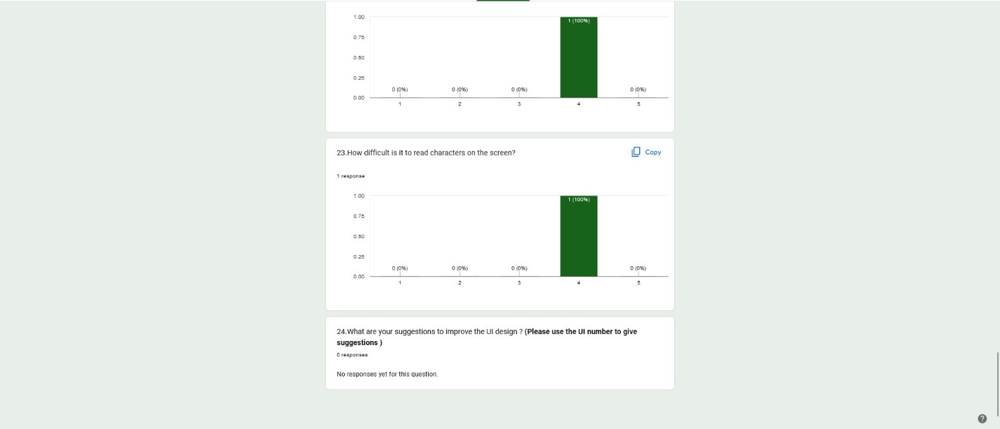 1.00
1 (100%)
0.75
0.50
0.25
0 (0%) 0 (0%) 0 (0%) 0 (0%)
0.00
1 2 3 4 5
23.How difficult is it to read characters on the screen?
Copy
1 response
1.00
1 (100%)
0.75
0.50
0.25
0 (0%) 0 (0%) 0 (0%) 0 (0%)
0.00
1 2 3 4 5
24.What are your suggestions to improve the UI design ? (Please use the UI number to give
suggestions )
0 responses
No responses yet for this question.
?